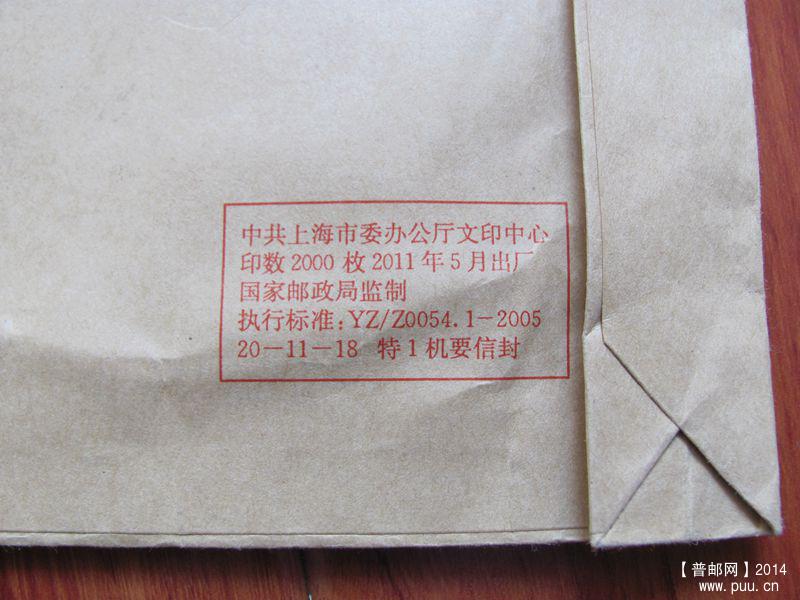 中共上海市委办公厅文印中心
印数2000 枚2011年5月出厂
国家邮政局监制
执行标准：YZ/Z0054.1-2005
20-11-18 特1机要信封
【普邮网】2014
www.puu.cn